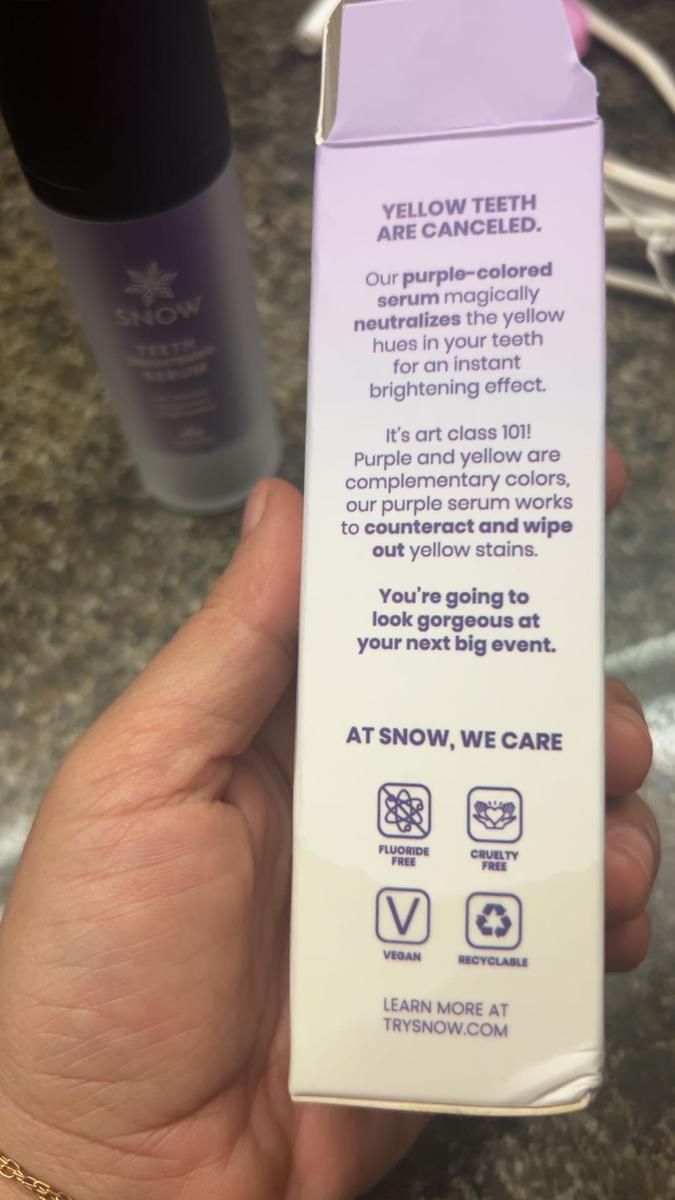 SNOW
TEETH
SERUM
YELLOW TEETH
ARE CANCELED.
Our purple-colored
serum magically
neutralizes the yellow
hues in your teeth
for an instant
brightening effect.
It's art class 101!
Purple and yellow are
complementary colors,
our purple serum works
to counteract and wipe
out yellow stains.
You're going to
look gorgeous at
your next big event.
AT SNOW, WE CARE
FLUORIDE
FREE
CRUELTY
FREE
V
VEGAN
RECYCLABLE
LEARN MORE AT
TRYSNOW.COM